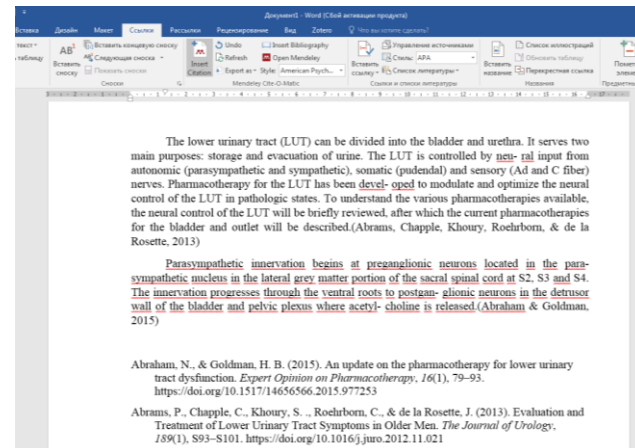 Документ1 - Word (Сбой активации продукта)
Вставка Дизайн Макет Ссылки Рассылки Рецензирование Вид Zotero Что вы хотите сделать?
текст Вставить концевую сноску Undo Insert Bibliography Управление источниками Список иллюстраций
таблицу Следующая сноска Refresh Open Mendeley Стиль: APA Обновить таблицу
Вставить сноску Показать сноски Insert Citation Export as Style: American Psych... Вставить ссылку Список литературы Вставить название Перекрестная ссылка
Сноски Mendeley Cite-O-Matic Ссылки и списки литературы Названия
The lower urinary tract (LUT) can be divided into the bladder and urethra. It serves two
main purposes: storage and evacuation of urine. The LUT is controlled by neu- ral input from
autonomic (parasympathetic and sympathetic), somatic (pudendal) and sensory (Ad and C fiber)
nerves. Pharmacotherapy for the LUT has been devel- oped to modulate and optimize the neural
control of the LUT in pathologic states. To understand the various pharmacotherapies available,
the neural control of the LUT will be briefly reviewed, after which the current pharmacotherapies
for the bladder and outlet will be described.(Abrams, Chapple, Khoury, Roehrborn, & de la
Rosette, 2013)
Parasympathetic innervation begins at preganglionic neurons located in the para-
sympathetic nucleus in the lateral grey matter portion of the sacral spinal cord at S2, S3 and S4.
The innervation progresses through the ventral roots to postgan- glionic neurons in the detrusor
wall of the bladder and pelvic plexus where acetyl- choline is released.(Abraham & Goldman,
2015)
Abraham, N., & Goldman, H. B. (2015). An update on the pharmacotherapy for lower urinary
tract dysfunction. Expert Opinion on Pharmacotherapy, 16(1), 79–93.
https://doi.org/10.1517/14656566.2015.977253
Abrams, P., Chapple, C., Khoury, S. ., Roehrborn, C., & de la Rosette, J. (2013). Evaluation and
Treatment of Lower Urinary Tract Symptoms in Older Men. The Journal of Urology,
189(1), S93–S101. https://doi.org/10.1016/j.juro.2012.11.021